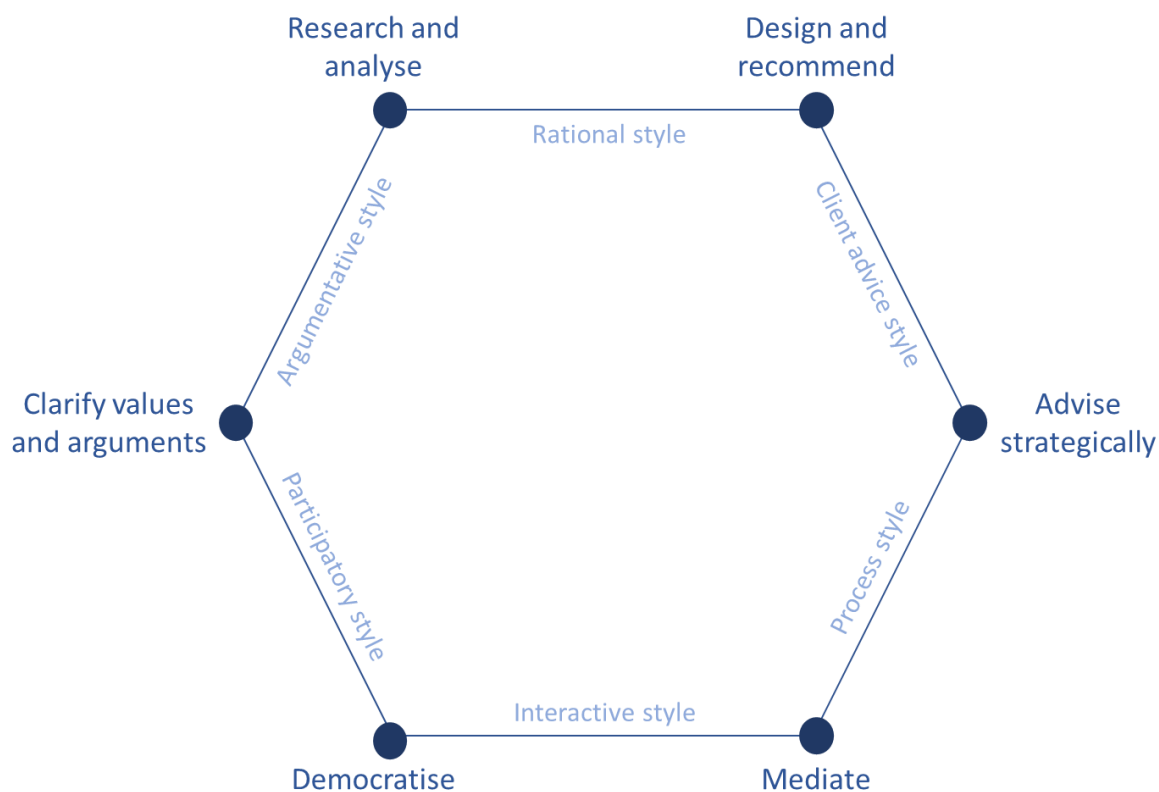 Research and
analyse
Design and
recommend
Rational style
Argumentative style
Client advice style
Clarify values
and arguments
Advise
strategically
Participatory style
Process style
Interactive style
Democratise
Mediate